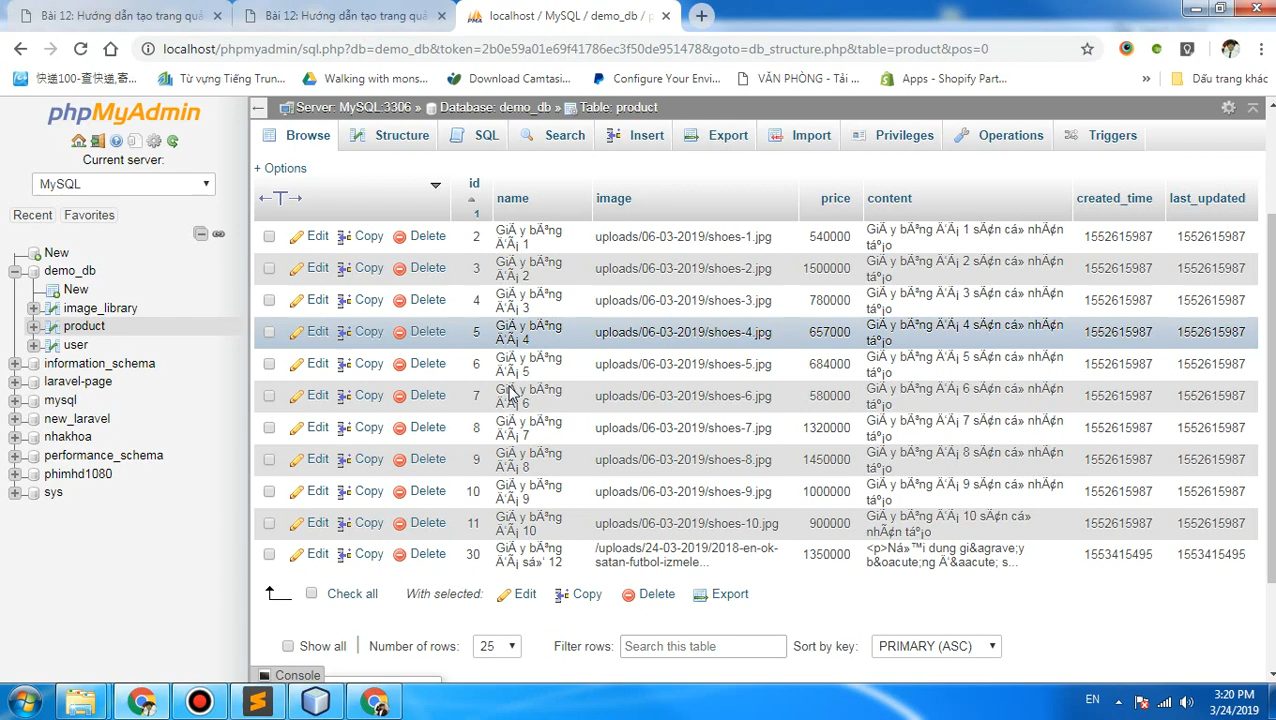 Bài 12: Hướng dẫn tạo trang quả
Bài 12: Hướng dẫn tạo trang quả
localhost / MySQL / demo_db / p
localhost/phpmyadmin/sql.php?db=demo_db&token=2b0e59a01e69f41786ec3f50de951478&goto=db_structure.php&table=product&pos=0
快递100-查快递,寄...
Từ vựng Tiếng Trun...
Walking with mons...
Download Camtasi...
Configure Your Envi...
VĂN PHÒNG - Tài ...
Apps - Shopify Part...
»
Dấu trang khác
phpMyAdmin
Current server:
MySQL
Recent
Favorites
New
demo_db
New
image_library
product
user
information_schema
laravel-page
mysql
new_laravel
nhakhoa
performance_schema
phimhd1080
sys
Server: MySQL:3306 » Database: demo_db » Table: product
Browse Structure SQL Search Insert Export Import Privileges Operations Triggers
+ Options
id 1 name image price content created_time last_updated
Edit Copy Delete 2 uploads/06-03-2019/shoes-1.jpg 540000 1552615987 1552615987
Edit Copy Delete 3 uploads/06-03-2019/shoes-2.jpg 1500000 1552615987 1552615987
Edit Copy Delete 4 uploads/06-03-2019/shoes-3.jpg 780000 1552615987 1552615987
Edit Copy Delete 5 uploads/06-03-2019/shoes-4.jpg 657000 1552615987 1552615987
Edit Copy Delete 6 uploads/06-03-2019/shoes-5.jpg 684000 1552615987 1552615987
Edit Copy Delete 7 uploads/06-03-2019/shoes-6.jpg 580000 1552615987 1552615987
Edit Copy Delete 8 uploads/06-03-2019/shoes-7.jpg 1320000 1552615987 1552615987
Edit Copy Delete 9 uploads/06-03-2019/shoes-8.jpg 1450000 1552615987 1552615987
Edit Copy Delete 10 uploads/06-03-2019/shoes-9.jpg 1000000 1552615987 1552615987
Edit Copy Delete 11 uploads/06-03-2019/shoes-10.jpg 900000 1552615987 1552615987
Edit Copy Delete 30 /uploads/24-03-2019/2018-en-ok- 1350000 1553415495 1553415495
satan-futbol-izmele... b&oacute;ng
Check all With selected: Edit Copy Delete Export
Show all Number of rows: 25 Filter rows: Search this table Sort by key: PRIMARY (ASC)
Console
EN
3:20 PM
3/24/2019